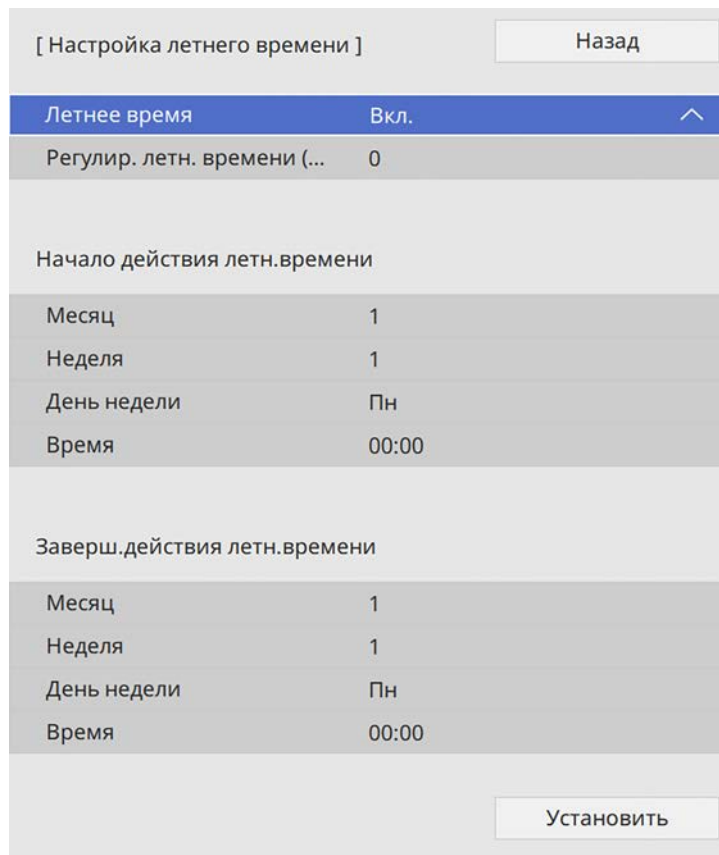 [ Настройка летнего времени ] Назад
Летнее время Вкл.
Регулир. летн. времени (... 0
Начало действия летн.времени
Месяц 1
Неделя 1
День недели Пн
Время 00:00
Заверш.действия летн.времени
Месяц 1
Неделя 1
День недели Пн
Время 00:00
Установить